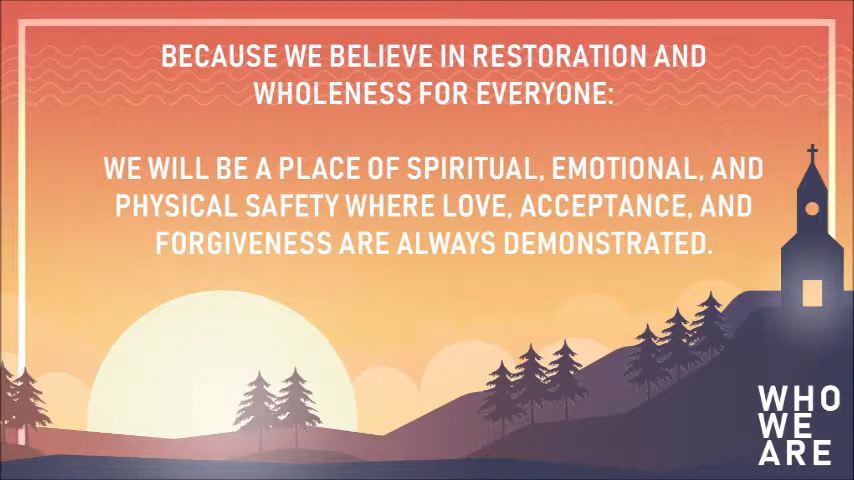 BECAUSE WE BELIEVE IN RESTORATION AND
WHOLENESS FOR EVERYONE:
WE WILL BE A PLACE OF SPIRITUAL, EMOTIONAL, AND
PHYSICAL SAFETY WHERE LOVE, ACCEPTANCE, AND
FORGIVENESS ARE ALWAYS DEMONSTRATED.
WHO
WE
ARE